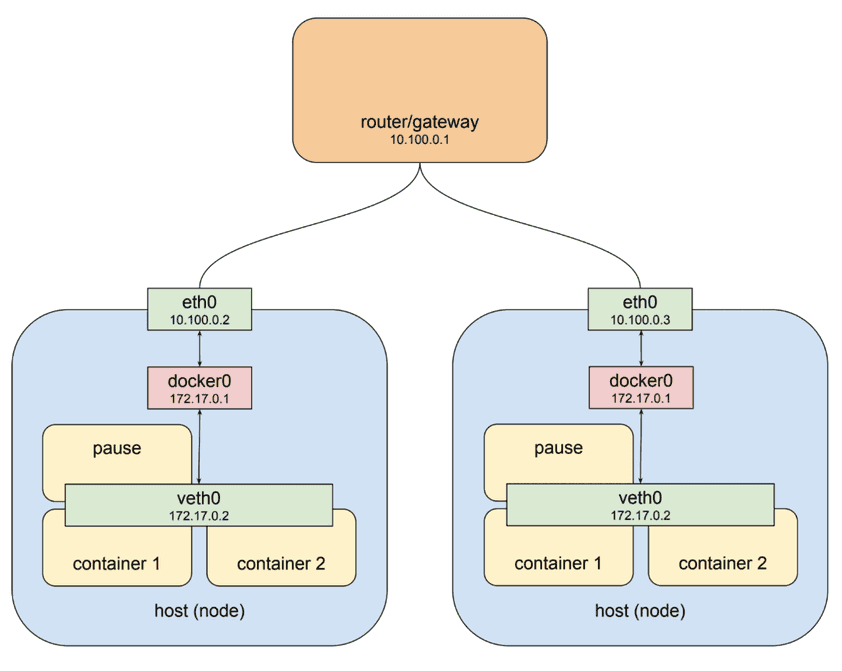 router/gateway
10.100.0.1
eth0
10.100.0.2
eth0
10.100.0.3
docker0
172.17.0.1
docker0
172.17.0.1
pause
pause
veth0
172.17.0.2
veth0
172.17.0.2
container 1
container 2
container 1
container 2
host (node)
host (node)